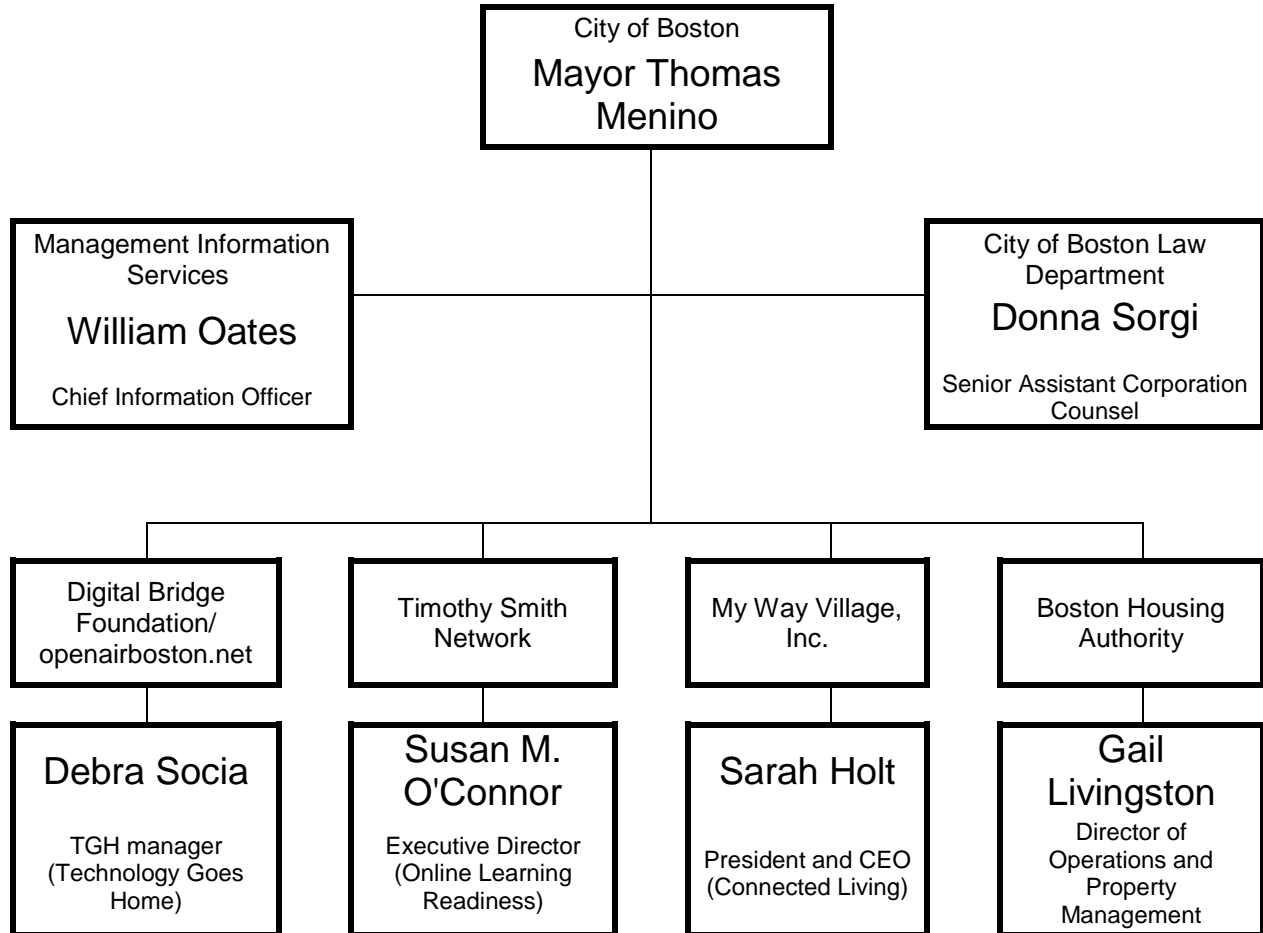 City of Boston
Mayor Thomas
Menino
Management Information
Services
William Oates
Chief Information Officer
City of Boston Law
Department
Donna Sorgi
Senior Assistant Corporation
Counsel
Digital Bridge
Foundation/
openairboston.net
Timothy Smith
Network
My Way Village,
Inc.
Boston Housing
Authority
Debra Socia
TGH manager
(Technology Goes
Home)
Susan M.
O'Connor
Executive Director
(Online Learning
Readiness)
Sarah Holt
President and CEO
(Connected Living)
Gail
Livingston
Director of
Operations and
Property
Management